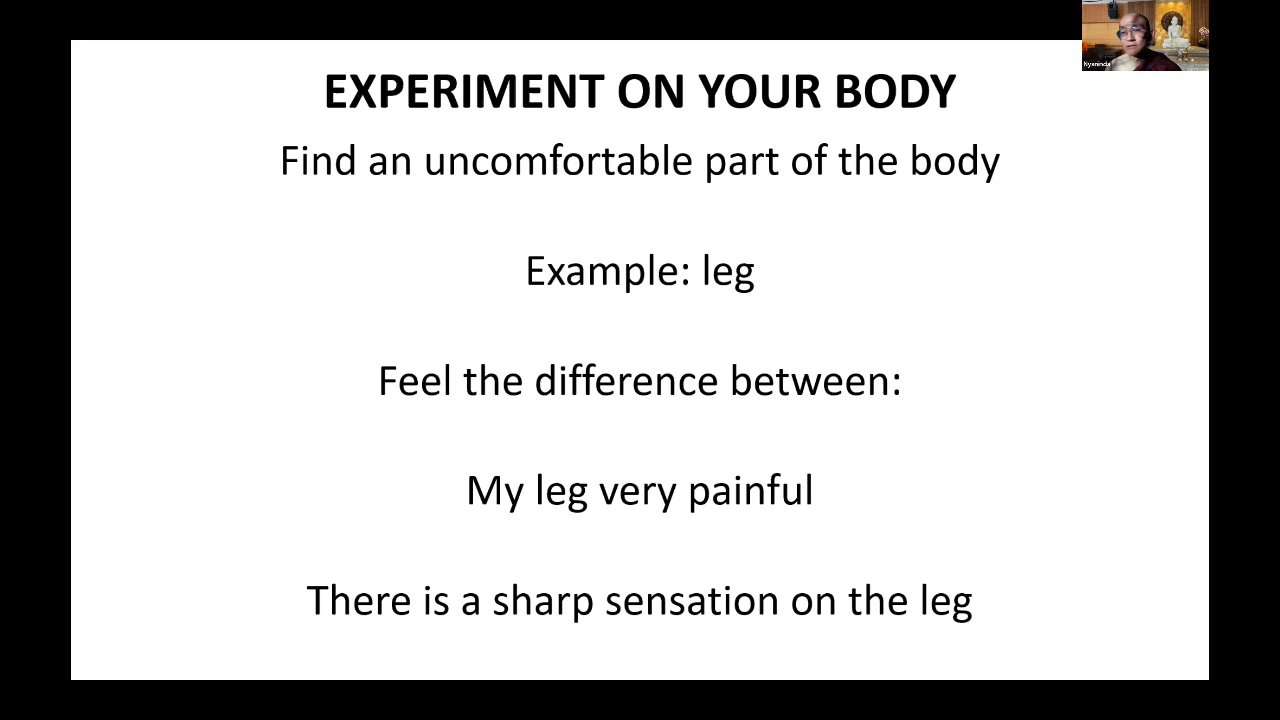 EXPERIMENT ON YOUR BODY
Find an uncomfortable part of the body
Example: leg
Feel the difference between:
My leg very painful
There is a sharp sensation on the leg
Nyaninda